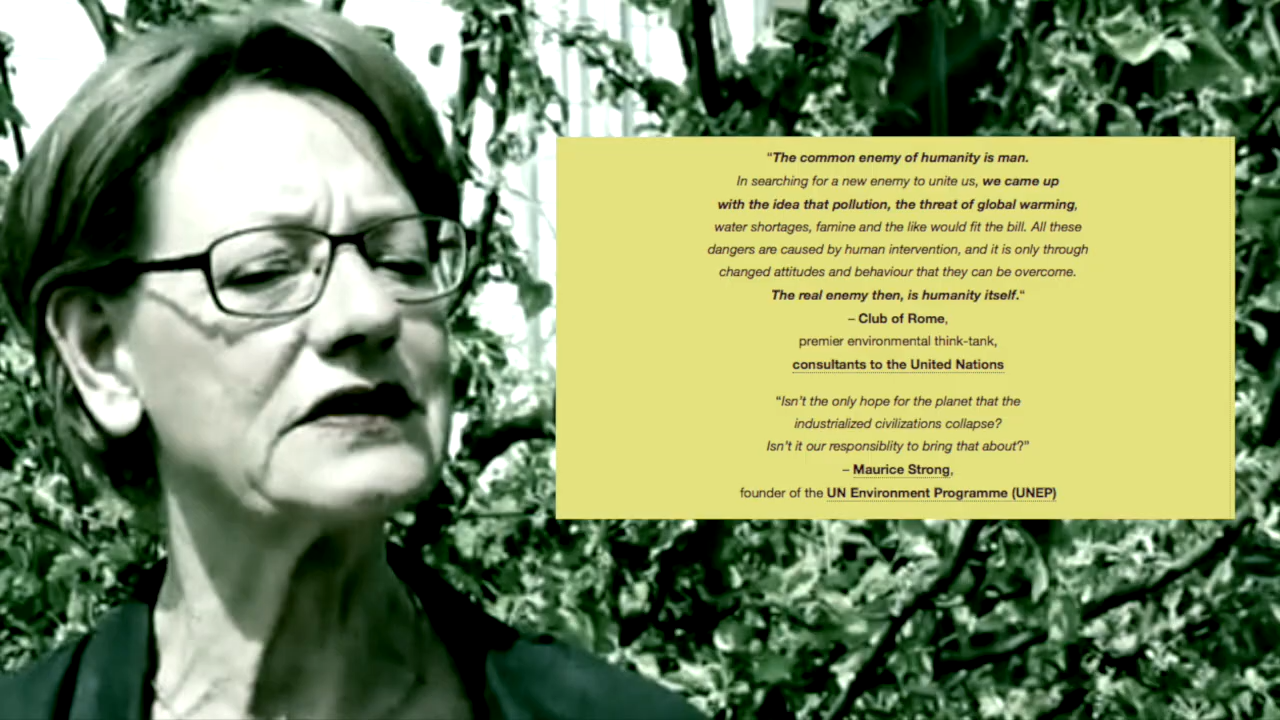 “The common enemy of humanity is man.
In searching for a new enemy to unite us, we came up
with the idea that pollution, the threat of global warming,
water shortages, famine and the like would fit the bill. All these
dangers are caused by human intervention, and it is only through
changed attitudes and behaviour that they can be overcome.
The real enemy then, is humanity itself.“
– Club of Rome,
premier environmental think-tank,
consultants to the United Nations
“Isn’t the only hope for the planet that the
industrialized civilizations collapse?
Isn’t it our responsiblity to bring that about?”
– Maurice Strong,
founder of the UN Environment Programme (UNEP)